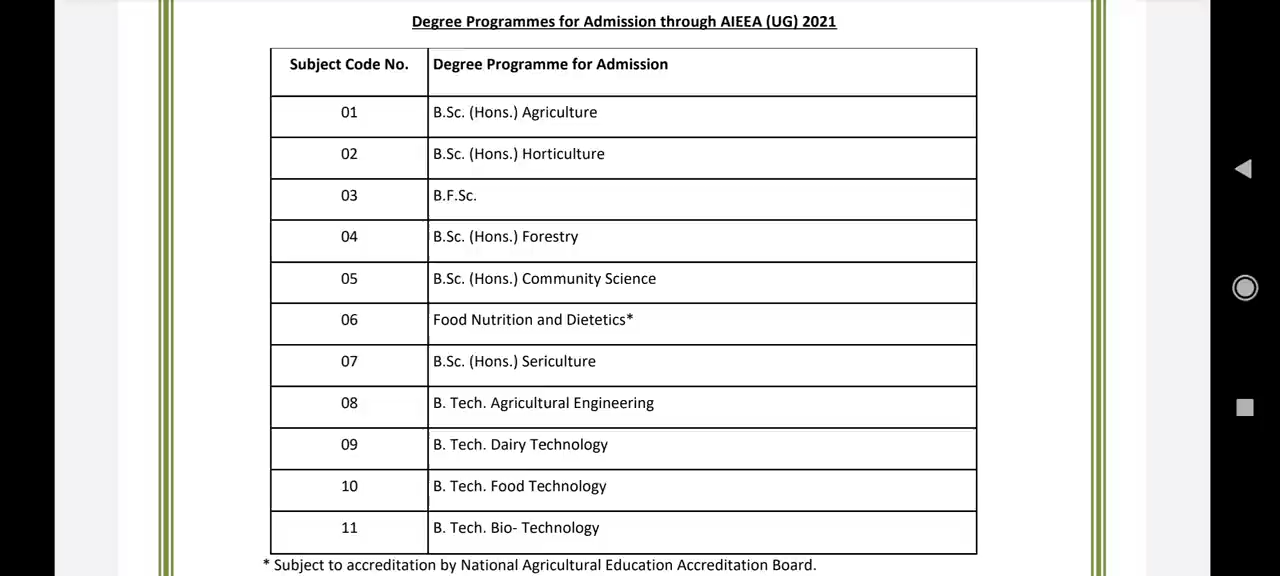 Degree Programmes for Admission through AIEEA (UG) 2021
Subject Code No. Degree Programme for Admission
01 B.Sc. (Hons.) Agriculture
02 B.Sc. (Hons.) Horticulture
03 B.F.Sc.
04 B.Sc. (Hons.) Forestry
05 B.Sc. (Hons.) Community Science
06 Food Nutrition and Dietetics*
07 B.Sc. (Hons.) Sericulture
08 B. Tech. Agricultural Engineering
09 B. Tech. Dairy Technology
10 B. Tech. Food Technology
11 B. Tech. Bio- Technology
* Subject to accreditation by National Agricultural Education Accreditation Board.